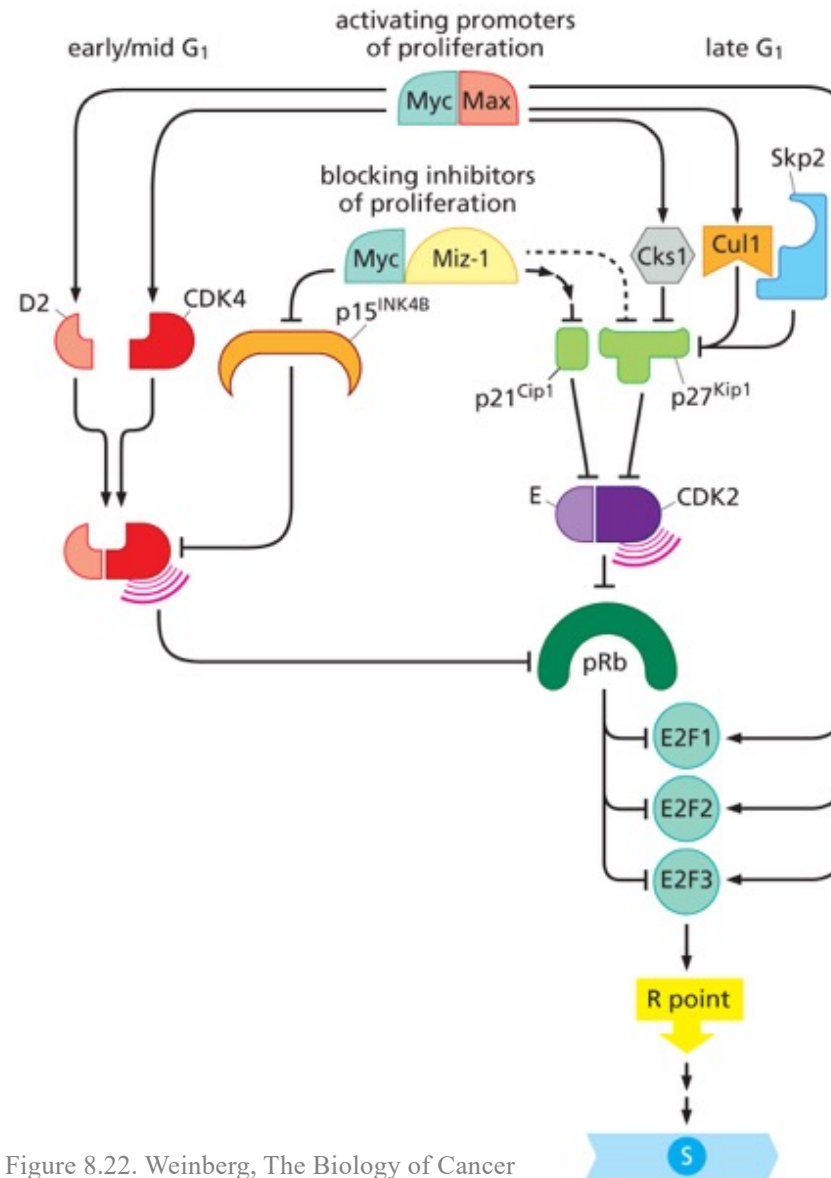 activating promoters
of proliferation
early/mid G1
late G1
Myc Max
Skp2
blocking inhibitors
of proliferation
Myc Miz-1
Cks1
Cul1
D2
CDK4
p15INK4B
p21Cip1
p27Kip1
E
CDK2
pRb
E2F1
E2F2
E2F3
R point
S
Figure 8.22. Weinberg, The Biology of Cancer